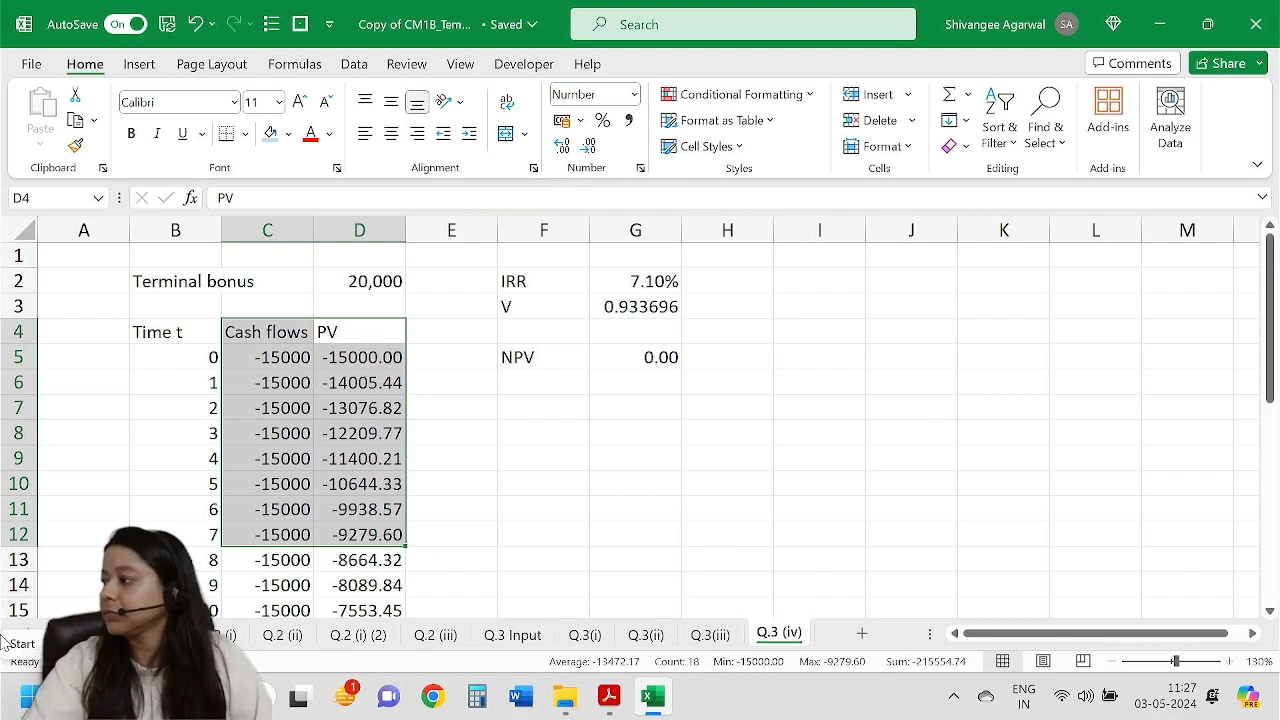 AutoSave On Copy of CM1B_Tem... • Saved Search Shivangee Agarwal SA
File Home Insert Page Layout Formulas Data Review View Developer Help Comments Share
Paste Calibri 11 A^ A˅ ab Number Conditional Formatting Insert Σ A Z
B I U A % 9 Format as Table Delete Sort & Filter Find & Select Add-ins Analyze Data
Cell Styles Format
Clipboard Font Alignment Number Styles Cells Editing Add-ins
D4 fx PV
A B C D E F G H I J K L M
1
2 Terminal bonus 20,000 IRR 7.10%
3 V 0.933696
4 Time t Cash flows PV
5 0 -15000 -15000.00 NPV 0.00
6 1 -15000 -14005.44
7 2 -15000 -13076.82
8 3 -15000 -12209.77
9 4 -15000 -11400.21
10 5 -15000 -10644.33
11 6 -15000 -9938.57
12 7 -15000 -9279.60
13 8 -15000 -8664.32
14 9 -15000 -8089.84
15 0 -15000 -7553.45
Start (i) Q.2 (ii) Q.2 (i) (2) Q.2 (iii) Q.3 Input Q.3(i) Q.3(ii) Q.3(iii) Q.3 (iv)
Ready Average: -13472.17 Count: 18 Min: -15000.00 Max: -9279.60 Sum: -215554.74 130%
1 ENG IN 11:27 03-05-2024 PRE